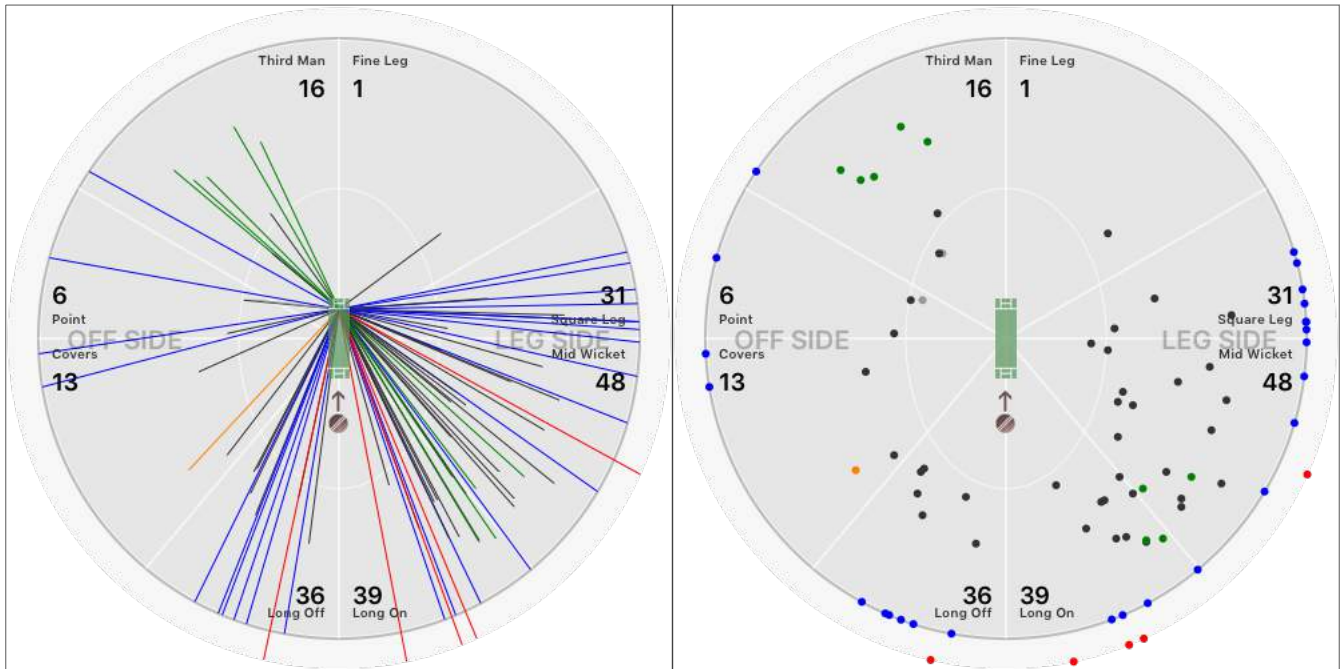 Third Man Fine Leg
16 1
6 31
Point Square Leg
OFF SIDE LEG SIDE
Covers Mid Wicket
13 48
36 39
Long Off Long On
Third Man Fine Leg
16 1
6 31
Point Square Leg
OFF SIDE LEG SIDE
Covers Mid Wicket
13 48
36 39
Long Off Long On